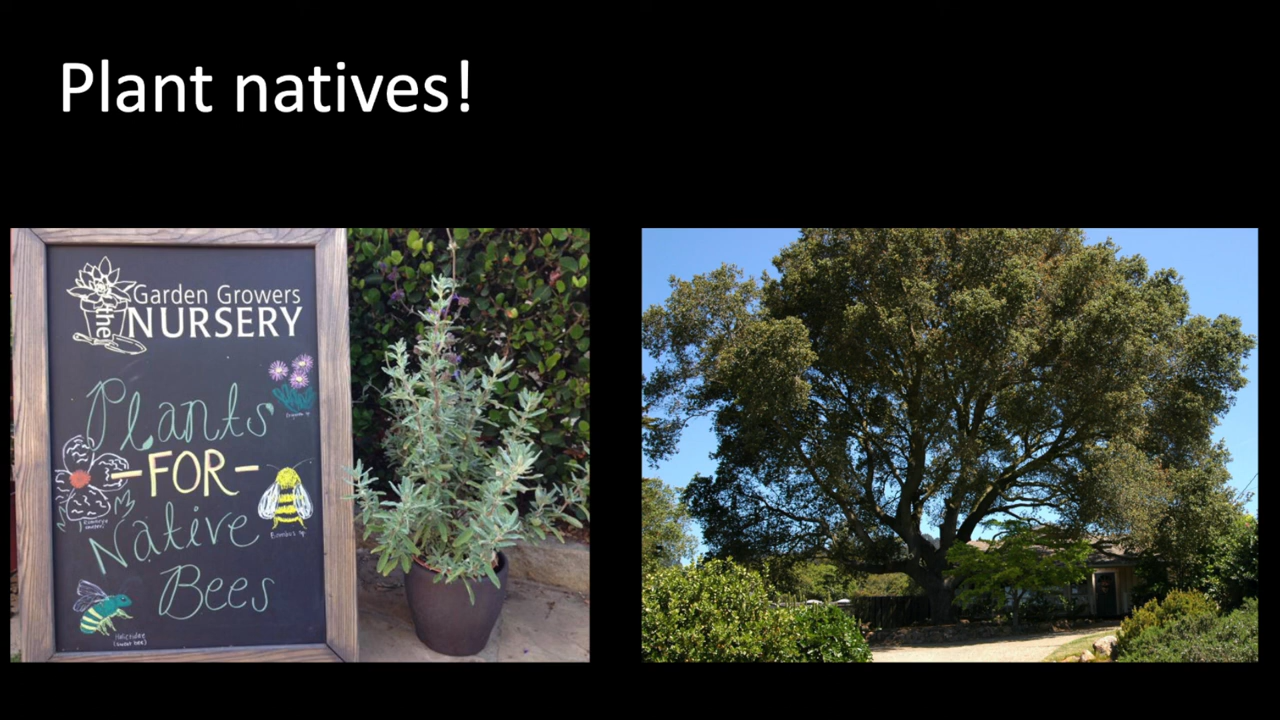 Plant natives!
the
Garden Growers
NURSERY
Plants
-FOR-
Native
Bees